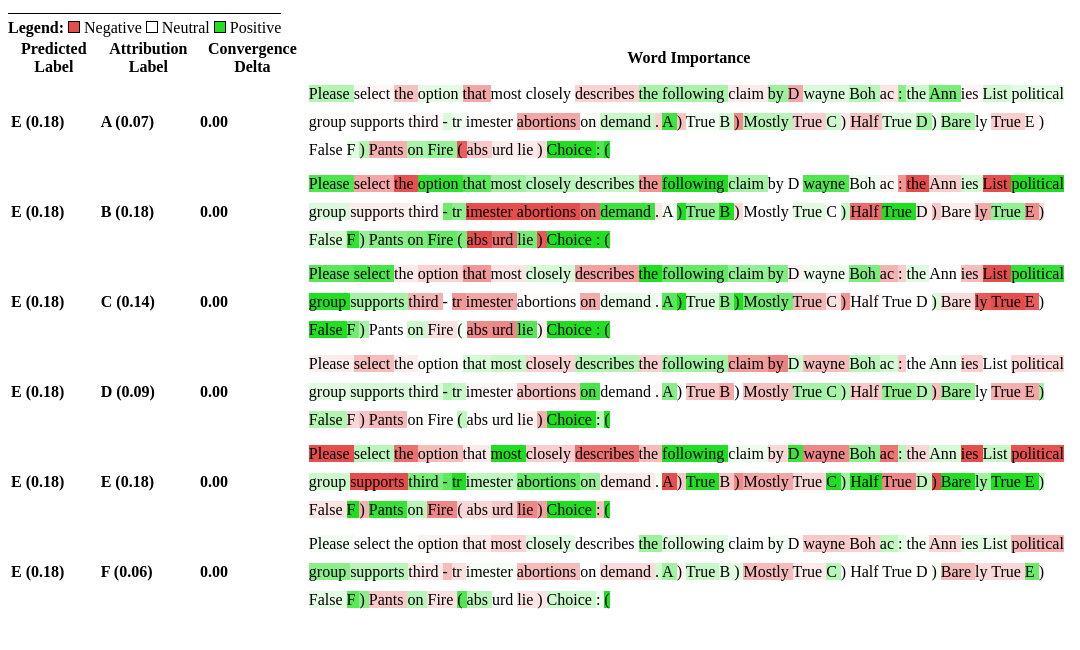 Legend: Negative Neutral Positive
Predicted Label Attribution Label Convergence Delta Word Importance
Please select the option that most closely describes the following claim by D wayne Boh ac : the Ann ies List political
E (0.18) A (0.07) 0.00 group supports third - tr imester abortions on demand . A ) True B ) Mostly True C ) Half True D ) Bare ly True E )
False F ) Pants on Fire ( abs urd lie ) Choice : (
Please select the option that most closely describes the following claim by D wayne Boh ac : the Ann ies List political
E (0.18) B (0.18) 0.00 group supports third - tr imester abortions on demand . A ) True B ) Mostly True C ) Half True D ) Bare ly True E )
False F ) Pants on Fire ( abs urd lie ) Choice : (
Please select the option that most closely describes the following claim by D wayne Boh ac : the Ann ies List political
E (0.18) C (0.14) 0.00 group supports third - tr imester abortions on demand . A ) True B ) Mostly True C ) Half True D ) Bare ly True E )
False F ) Pants on Fire ( abs urd lie ) Choice : (
Please select the option that most closely describes the following claim by D wayne Boh ac : the Ann ies List political
E (0.18) D (0.09) 0.00 group supports third - tr imester abortions on demand . A ) True B ) Mostly True C ) Half True D ) Bare ly True E )
False F ) Pants on Fire ( abs urd lie ) Choice : (
Please select the option that most closely describes the following claim by D wayne Boh ac : the Ann ies List political
E (0.18) E (0.18) 0.00 group supports third - tr imester abortions on demand . A ) True B ) Mostly True C ) Half True D ) Bare ly True E )
False F ) Pants on Fire ( abs urd lie ) Choice : (
Please select the option that most closely describes the following claim by D wayne Boh ac : the Ann ies List political
E (0.18) F (0.06) 0.00 group supports third - tr imester abortions on demand . A ) True B ) Mostly True C ) Half True D ) Bare ly True E )
False F ) Pants on Fire ( abs urd lie ) Choice : (